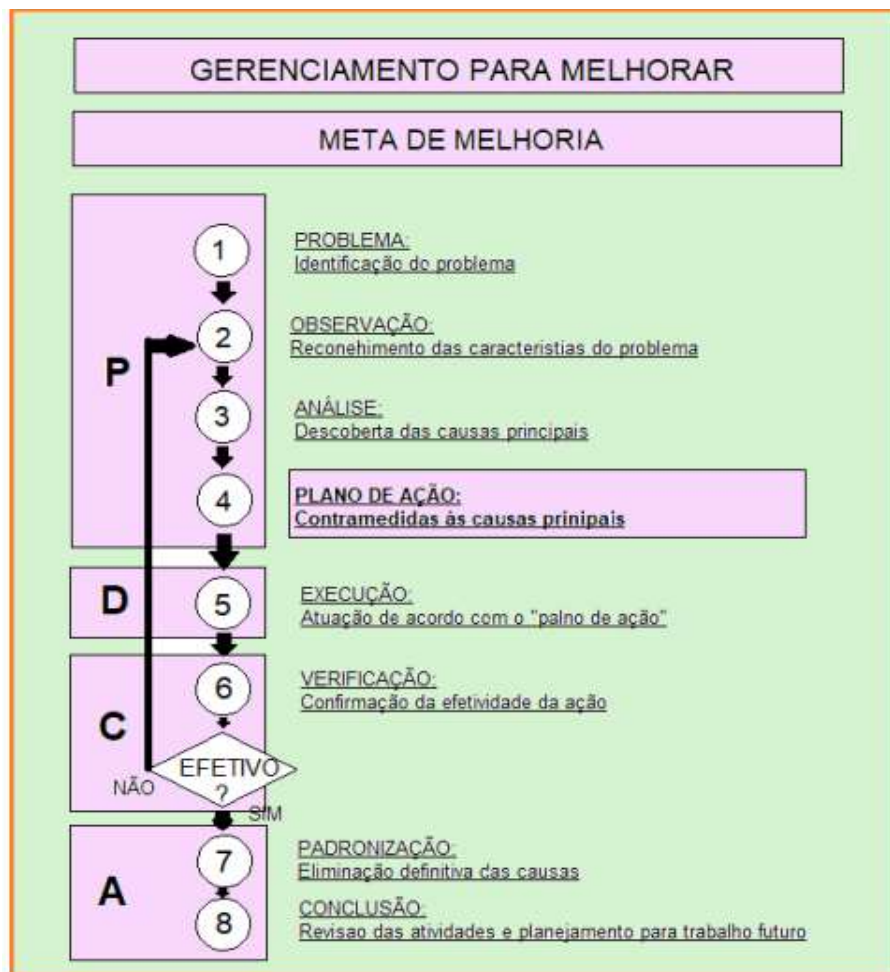 GERENCIAMENTO PARA MELHORAR
META DE MELHORIA
P
1
PROBLEMA:
Identificação do problema
2
OBSERVAÇÃO:
Reconehimento das caracteristias do problema
3
ANÁLISE:
Descoberta das causas principais
4
PLANO DE AÇÃO:
Contramedidas às causas prinipais
D
5
EXECUÇÃO:
Atuação de acordo com o "palno de ação"
C
6
VERIFICAÇÃO:
Confirmação da efetividade da ação
EFETIVO
?
NÃO
SIM
A
7
PADRONIZAÇÃO:
Eliminação definitiva das causas
8
CONCLUSÃO:
Revisao das atividades e planejamento para trabalho futuro